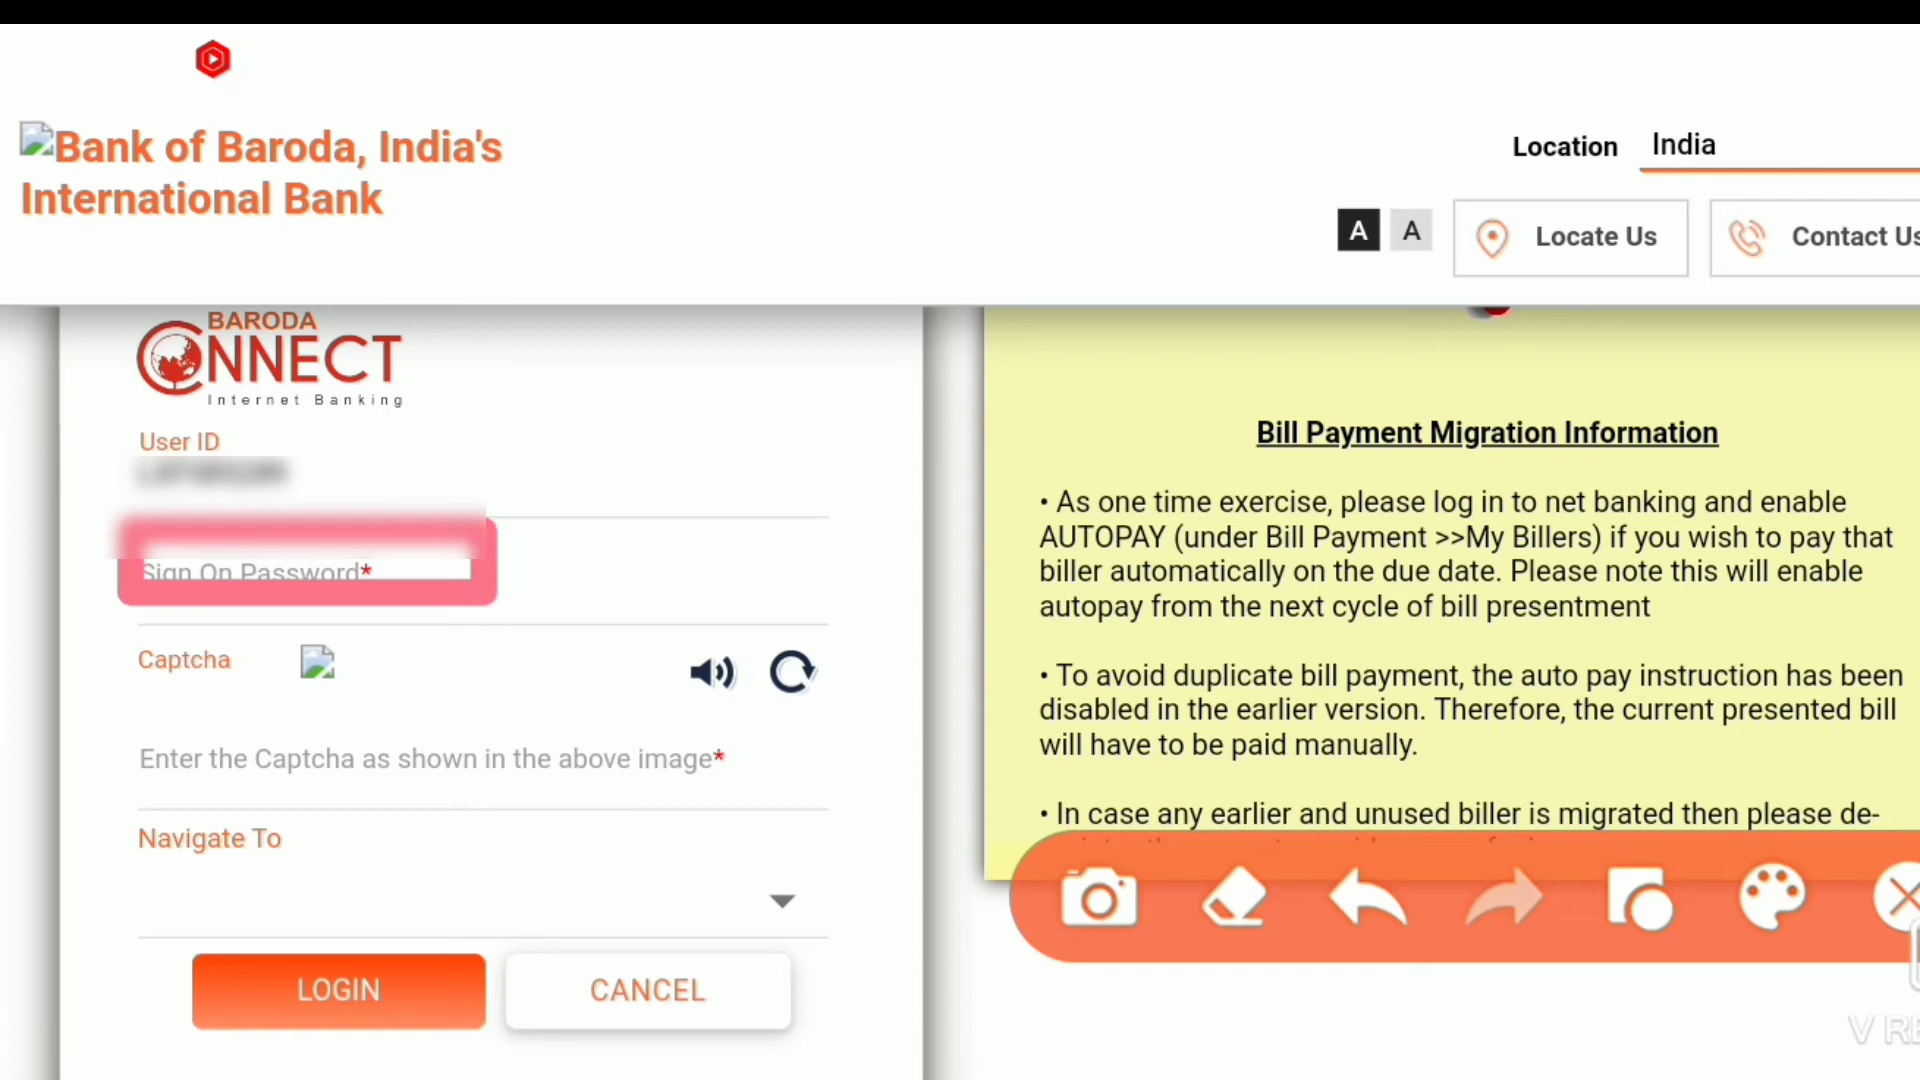 Bank of Baroda, India's
International Bank
Location India
A A Locate Us Contact Us
BARODA
CONNECT
Internet Banking
User ID
Sign On Password*
Captcha
Enter the Captcha as shown in the above image*
Navigate To
LOGIN CANCEL
Bill Payment Migration Information
• As one time exercise, please log in to net banking and enable
AUTOPAY (under Bill Payment >>My Billers) if you wish to pay that
biller automatically on the due date. Please note this will enable
autopay from the next cycle of bill presentment
• To avoid duplicate bill payment, the auto pay instruction has been
disabled in the earlier version. Therefore, the current presented bill
will have to be paid manually.
• In case any earlier and unused biller is migrated then please de-
V RE